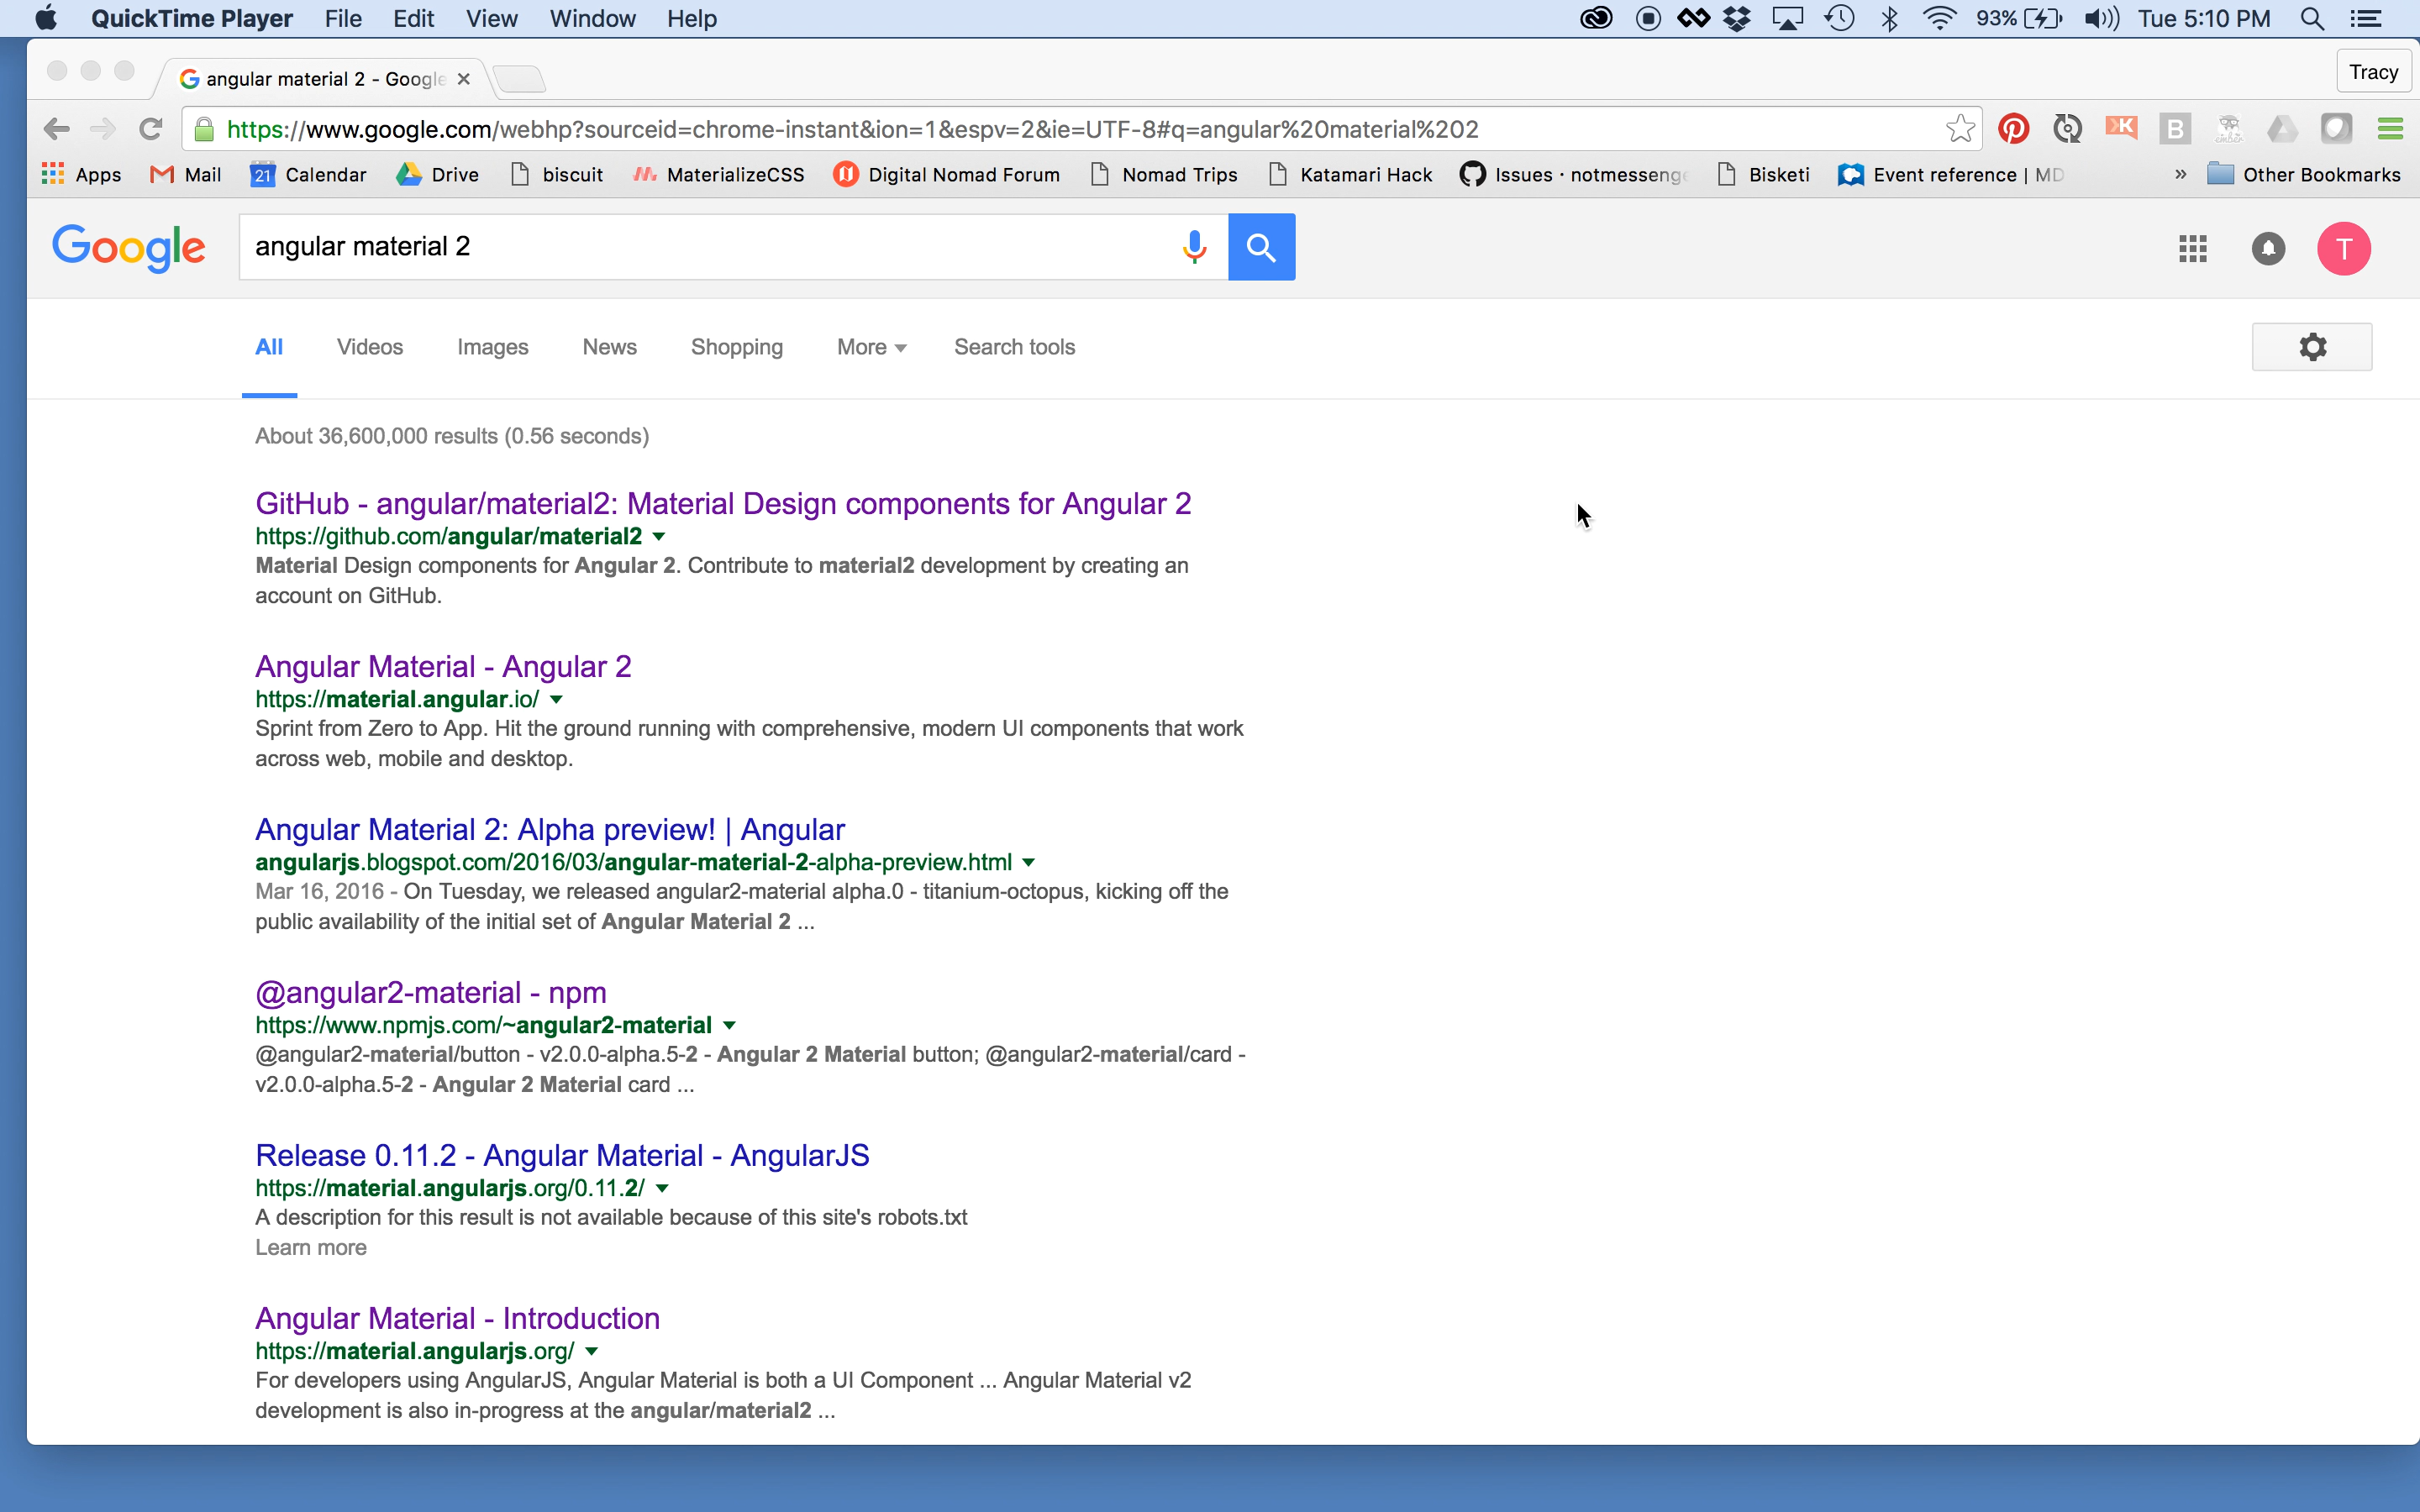 QuickTime Player File Edit View Window Help 93% Tue 5:10 PM
angular material 2 - Google
Tracy
https://www.google.com/webhp?sourceid=chrome-instant&ion=1&espv=2&ie=UTF-8#q=angular%20material%202
K B
Apps Mail 21 Calendar Drive biscuit MaterializeCSS Digital Nomad Forum Nomad Trips Katamari Hack Issues · notmessenge Bisketi Event reference | MD » Other Bookmarks
Google angular material 2 T
All Videos Images News Shopping More Search tools
About 36,600,000 results (0.56 seconds)
GitHub - angular/material2: Material Design components for Angular 2
https://github.com/angular/material2
Material Design components for Angular 2. Contribute to material2 development by creating an
account on GitHub.
Angular Material - Angular 2
https://material.angular.io/
Sprint from Zero to App. Hit the ground running with comprehensive, modern UI components that work
across web, mobile and desktop.
Angular Material 2: Alpha preview! | Angular
angularjs.blogspot.com/2016/03/angular-material-2-alpha-preview.html
Mar 16, 2016 - On Tuesday, we released angular2-material alpha.0 - titanium-octopus, kicking off the
public availability of the initial set of Angular Material 2 ...
@angular2-material - npm
https://www.npmjs.com/~angular2-material
@angular2-material/button - v2.0.0-alpha.5-2 - Angular 2 Material button; @angular2-material/card -
v2.0.0-alpha.5-2 - Angular 2 Material card ...
Release 0.11.2 - Angular Material - AngularJS
https://material.angularjs.org/0.11.2/
A description for this result is not available because of this site's robots.txt
Learn more
Angular Material - Introduction
https://material.angularjs.org/
For developers using AngularJS, Angular Material is both a UI Component ... Angular Material v2
development is also in-progress at the angular/material2 ...